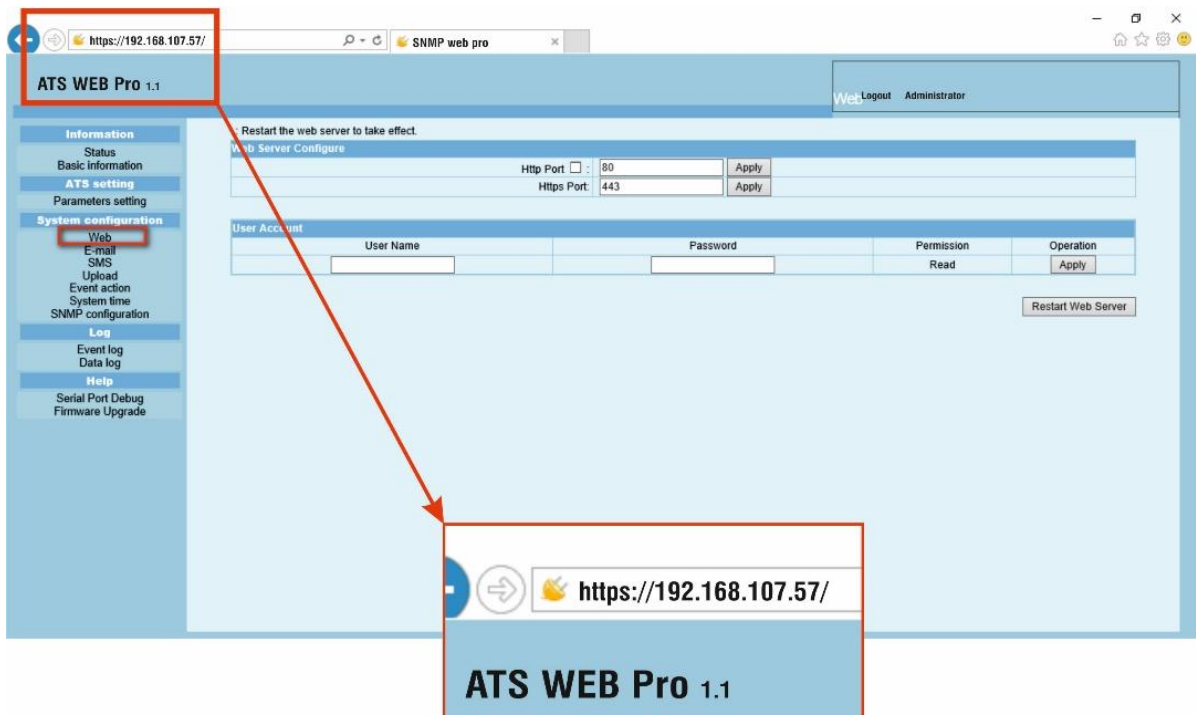 https://192.168.107.57/
SNMP web pro
ATS WEB Pro 1.1
Web Logout Administrator
Information
Status
Basic information
ATS setting
Parameters setting
System configuration
Web
E-mail
SMS
Upload
Event action
System time
SNMP configuration
Log
Event log
Data log
Help
Serial Port Debug
Firmware Upgrade
: Restart the web server to take effect.
Web Server Configure
Http Port : 80 Apply
Https Port: 443 Apply
User Account
User Name Password Permission Operation
Read Apply
Restart Web Server
https://192.168.107.57/
ATS WEB Pro 1.1